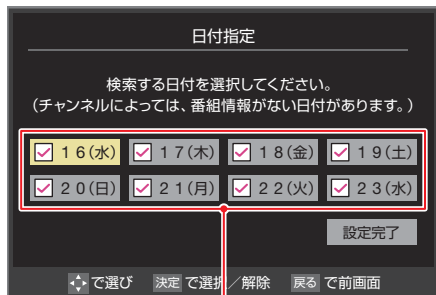 日付指定
検索する日付を選択してください。
（チャンネルによっては、番組情報がない日付があります。）
16(水) 17(木) 18(金) 19(土)
20(日) 21(月) 22(火) 23(水)
設定完了
で選び 決定 で選択／解除 戻る で前画面